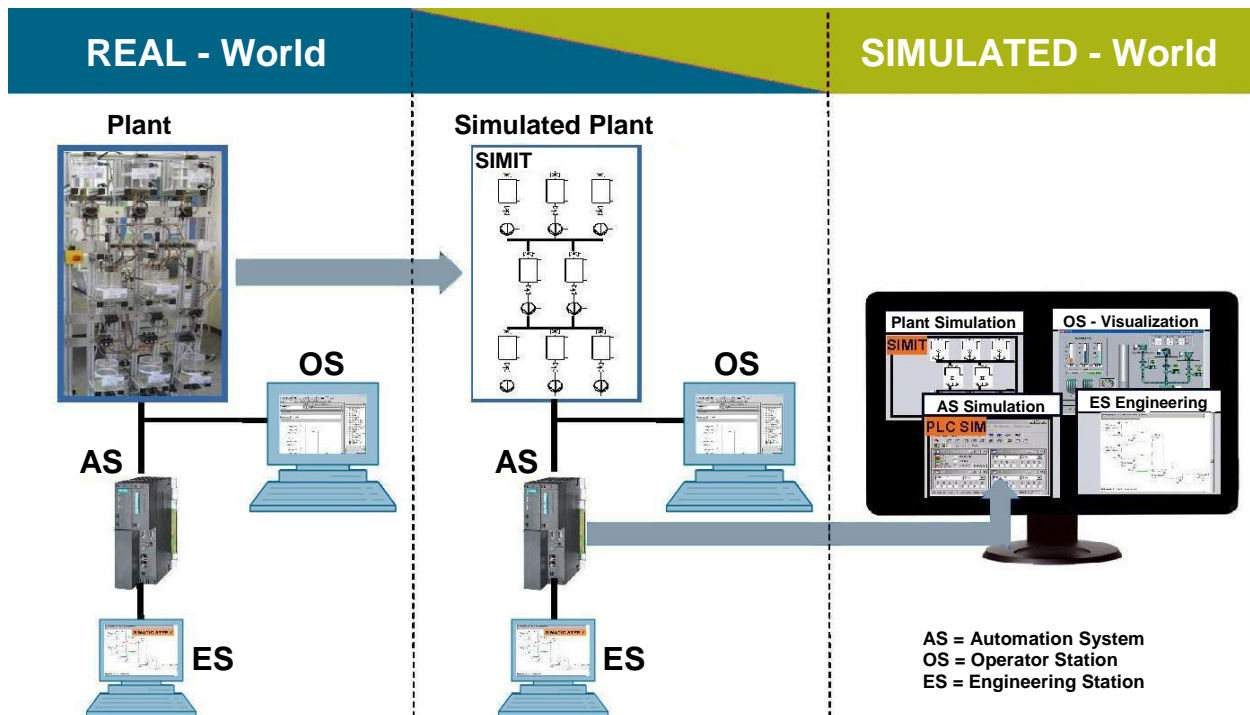 REAL - World
SIMULATED - World
Plant
Simulated Plant
SIMIT
OS
AS
ES
OS
AS
ES
Plant Simulation
SIMIT
OS - Visualization
AS Simulation
PLC SIM
ES Engineering
AS = Automation System
OS = Operator Station
ES = Engineering Station